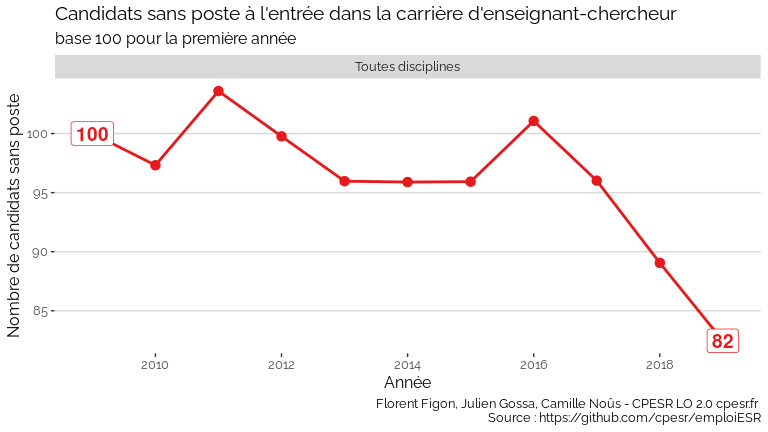 Candidats sans poste à l'entrée dans la carrière d'enseignant-chercheur
base 100 pour la première année
Toutes disciplines
Nombre de candidats sans poste
100
95
90
85
100
82
2010
2012
2014
2016
2018
Année
Florent Figon, Julien Gossa, Camille Noûs - CPESR LO 2.0 cpesr.fr
Source : https://github.com/cpesr/emploiESR